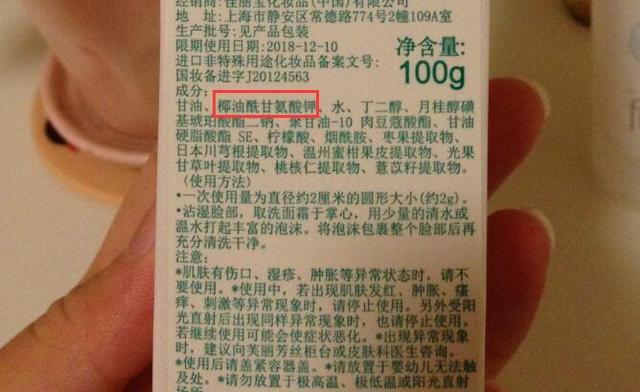 经销商:佳丽宝化妆品(中国)有限公司
地 址:上海市静安区常德路774号2幢109A室
生产批号:见产品包装
限期使用日期:2018-12-10
进口非特殊用途化妆品备案文号:
国妆备进字J20124563
净含量:
100g
成分:
甘油、椰油酰甘氨酸钾、水、丁二醇、月桂醇磺
基琥珀酸酯二钠、聚甘油-10 肉豆蔻酸酯、甘油
硬脂酸酯 SE、柠檬酸、烟酰胺、枣果提取物、
日本川芎根提取物、温州蜜柑果皮提取物、光果
甘草叶提取物、桃核仁提取物、薏苡籽提取物。
(使用方法)
•一次使用量为直径约2厘米的圆形大小(约2g)。
•沾湿脸部，取洗面霜于掌心，用少量的清水或
温水打起丰富的泡沫。将泡沫包裹整个脸部后再
充分清洗干净。
注意:
*肌肤有伤口、湿疹、肿胀等异常状态时，请不
要使用。*使用中，若出现肌肤发红、肿胀、瘙
痒、刺激等异常现象时，请停止使用。另外受阳
光直射后出现同样异常现象时，也请停止使用。
若继续使用可能会使症状恶化。*出现异常现象
时，建议向芙丽芳丝柜台或皮肤科医生咨询。
*使用后请盖紧容器盖。*请放置于婴幼儿无法触
及处。*请勿放置于极高温、极低温或阳光直射